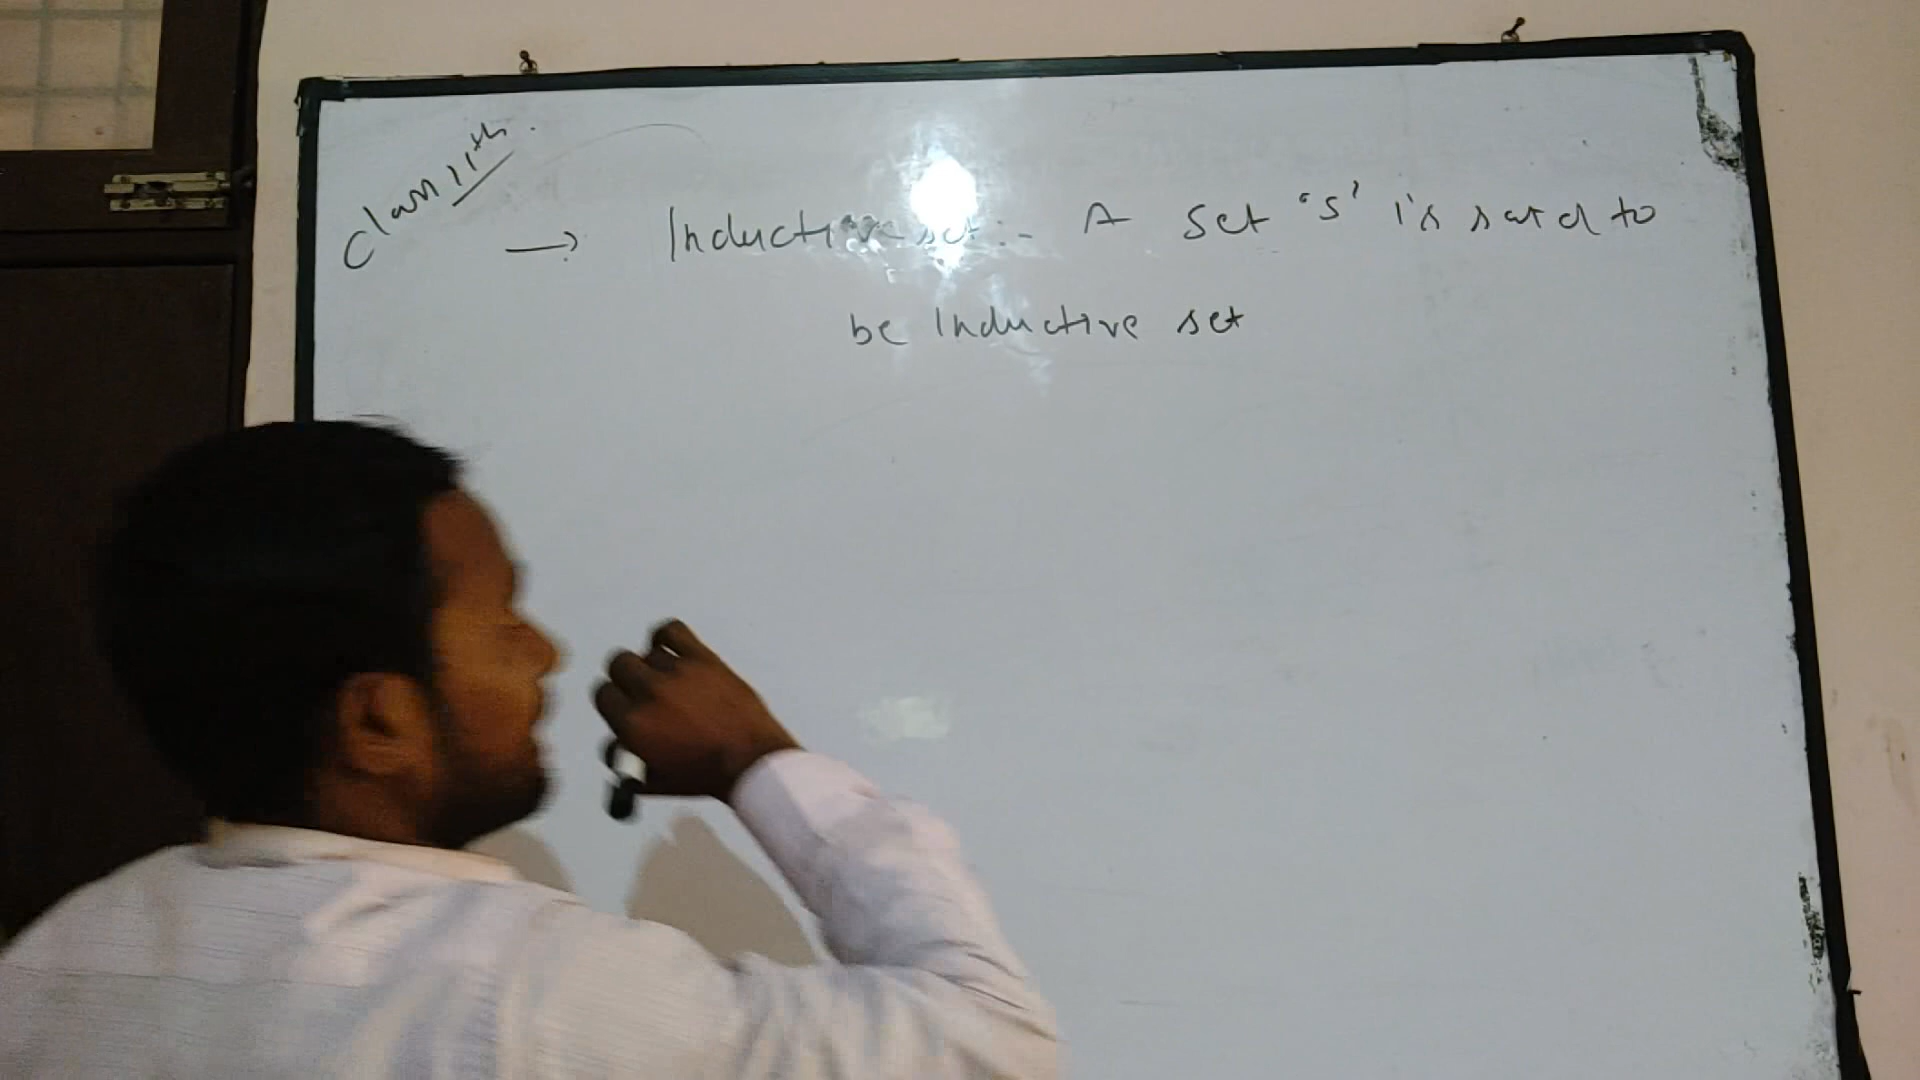 Class 11th.
→ Inductive set :- A set 's' is said to
be Inductive set